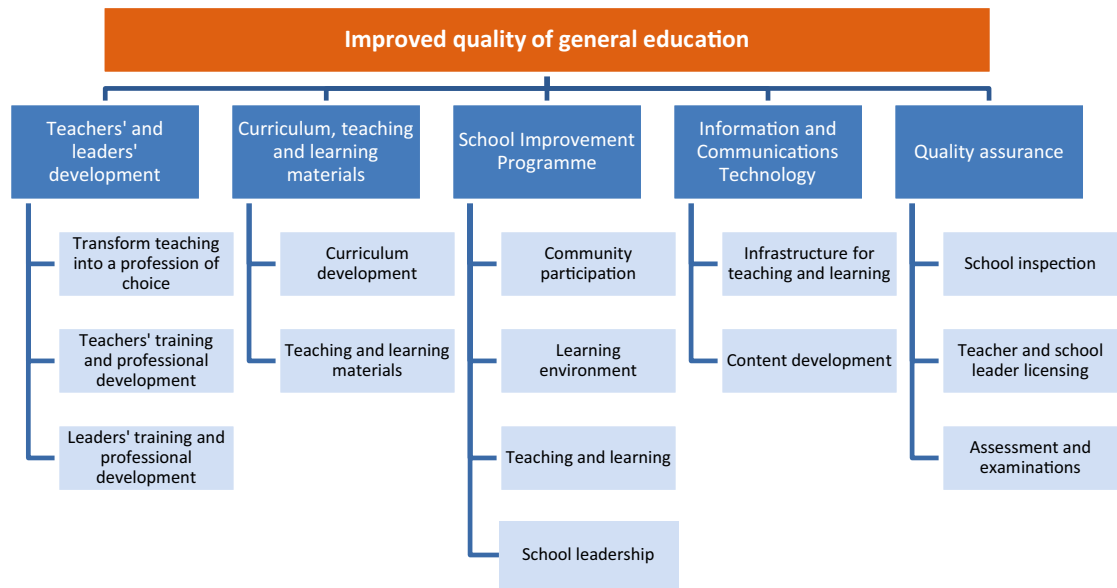 Improved quality of general education
Teachers' and
leaders'
development
Transform teaching
into a profession of
choice
Teachers' training
and professional
development
Leaders' training and
professional
development
Curriculum, teaching
and learning
materials
Curriculum
development
Teaching and learning
materials
School Improvement
Programme
Community
participation
Learning
environment
Teaching and learning
School leadership
Information and
Communications
Technology
Infrastructure for
teaching and learning
Content development
Quality assurance
School inspection
Teacher and school
leader licensing
Assessment and
examinations